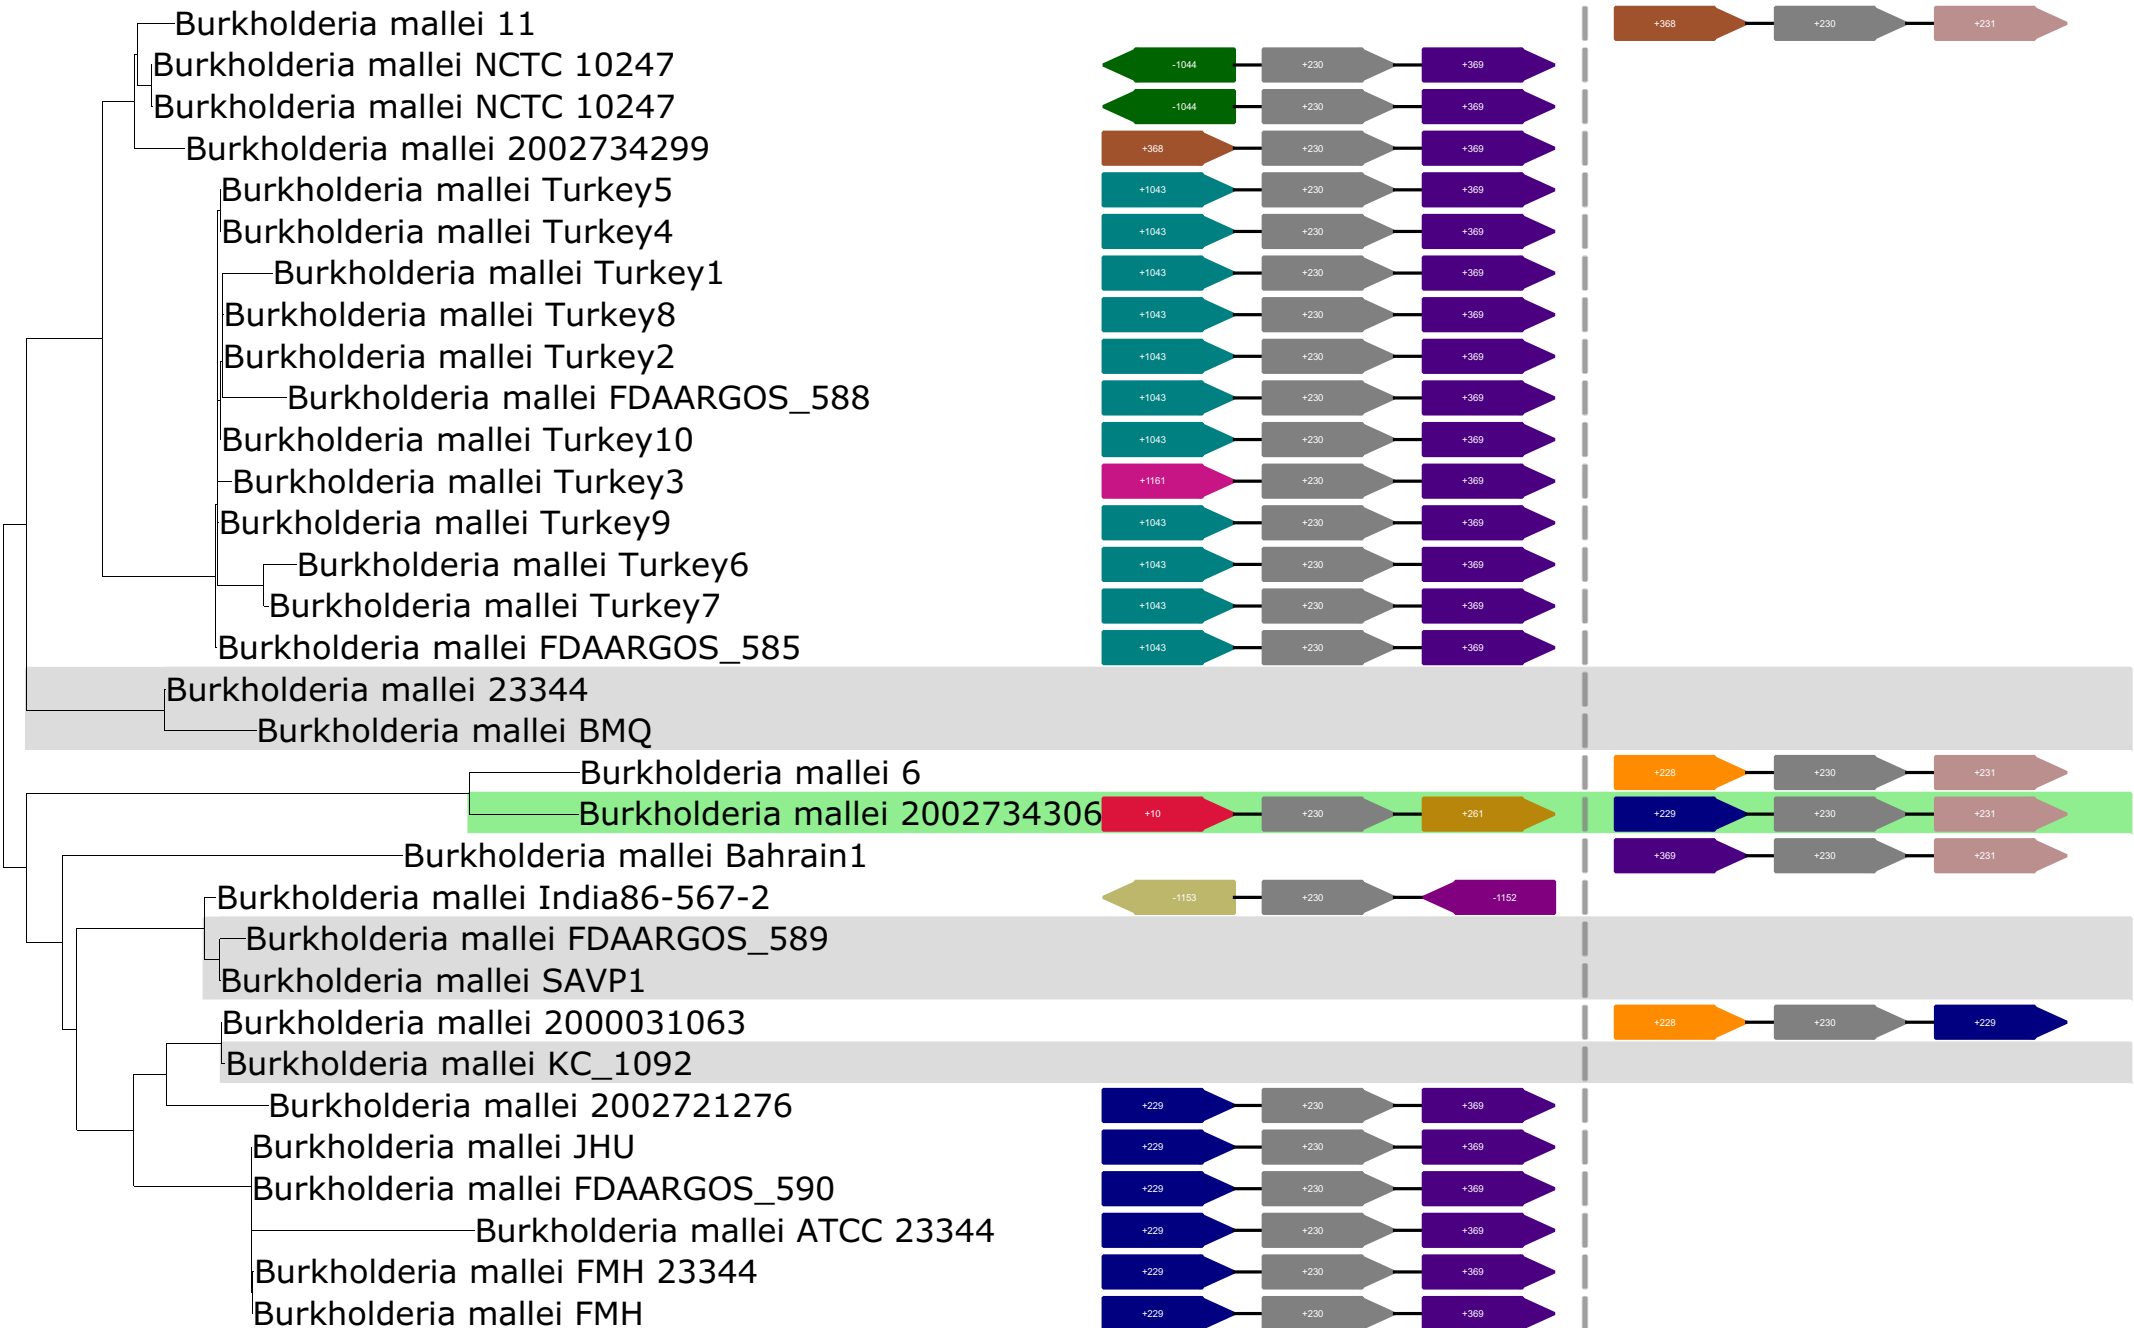 Burkholderia mallei 11 +368 +230 +231
Burkholderia mallei NCTC 10247 -1044 +230 +369
Burkholderia mallei NCTC 10247 -1044 +230 +369
Burkholderia mallei 2002734299 +368 +230 +369
Burkholderia mallei Turkey5 +1043 +230 +369
Burkholderia mallei Turkey4 +1043 +230 +369
Burkholderia mallei Turkey1 +1043 +230 +369
Burkholderia mallei Turkey8 +1043 +230 +369
Burkholderia mallei Turkey2 +1043 +230 +369
Burkholderia mallei FDAARGOS_588 +1043 +230 +369
Burkholderia mallei Turkey10 +1043 +230 +369
Burkholderia mallei Turkey3 +1161 +230 +369
Burkholderia mallei Turkey9 +1043 +230 +369
Burkholderia mallei Turkey6 +1043 +230 +369
Burkholderia mallei Turkey7 +1043 +230 +369
Burkholderia mallei FDAARGOS_585 +1043 +230 +369
Burkholderia mallei 23344
Burkholderia mallei BMQ
Burkholderia mallei 6 +228 +230 +231
Burkholderia mallei 2002734306 +10 +230 +261 +229 +230 +231
Burkholderia mallei Bahrain1 +369 +230 +231
Burkholderia mallei India86-567-2 -1153 +230 -1152
Burkholderia mallei FDAARGOS_589
Burkholderia mallei SAVP1
Burkholderia mallei 2000031063 +228 +230 +229
Burkholderia mallei KC_1092
Burkholderia mallei 2002721276 +229 +230 +369
Burkholderia mallei JHU +229 +230 +369
Burkholderia mallei FDAARGOS_590 +229 +230 +369
Burkholderia mallei ATCC 23344 +229 +230 +369
Burkholderia mallei FMH 23344 +229 +230 +369
Burkholderia mallei FMH +229 +230 +369